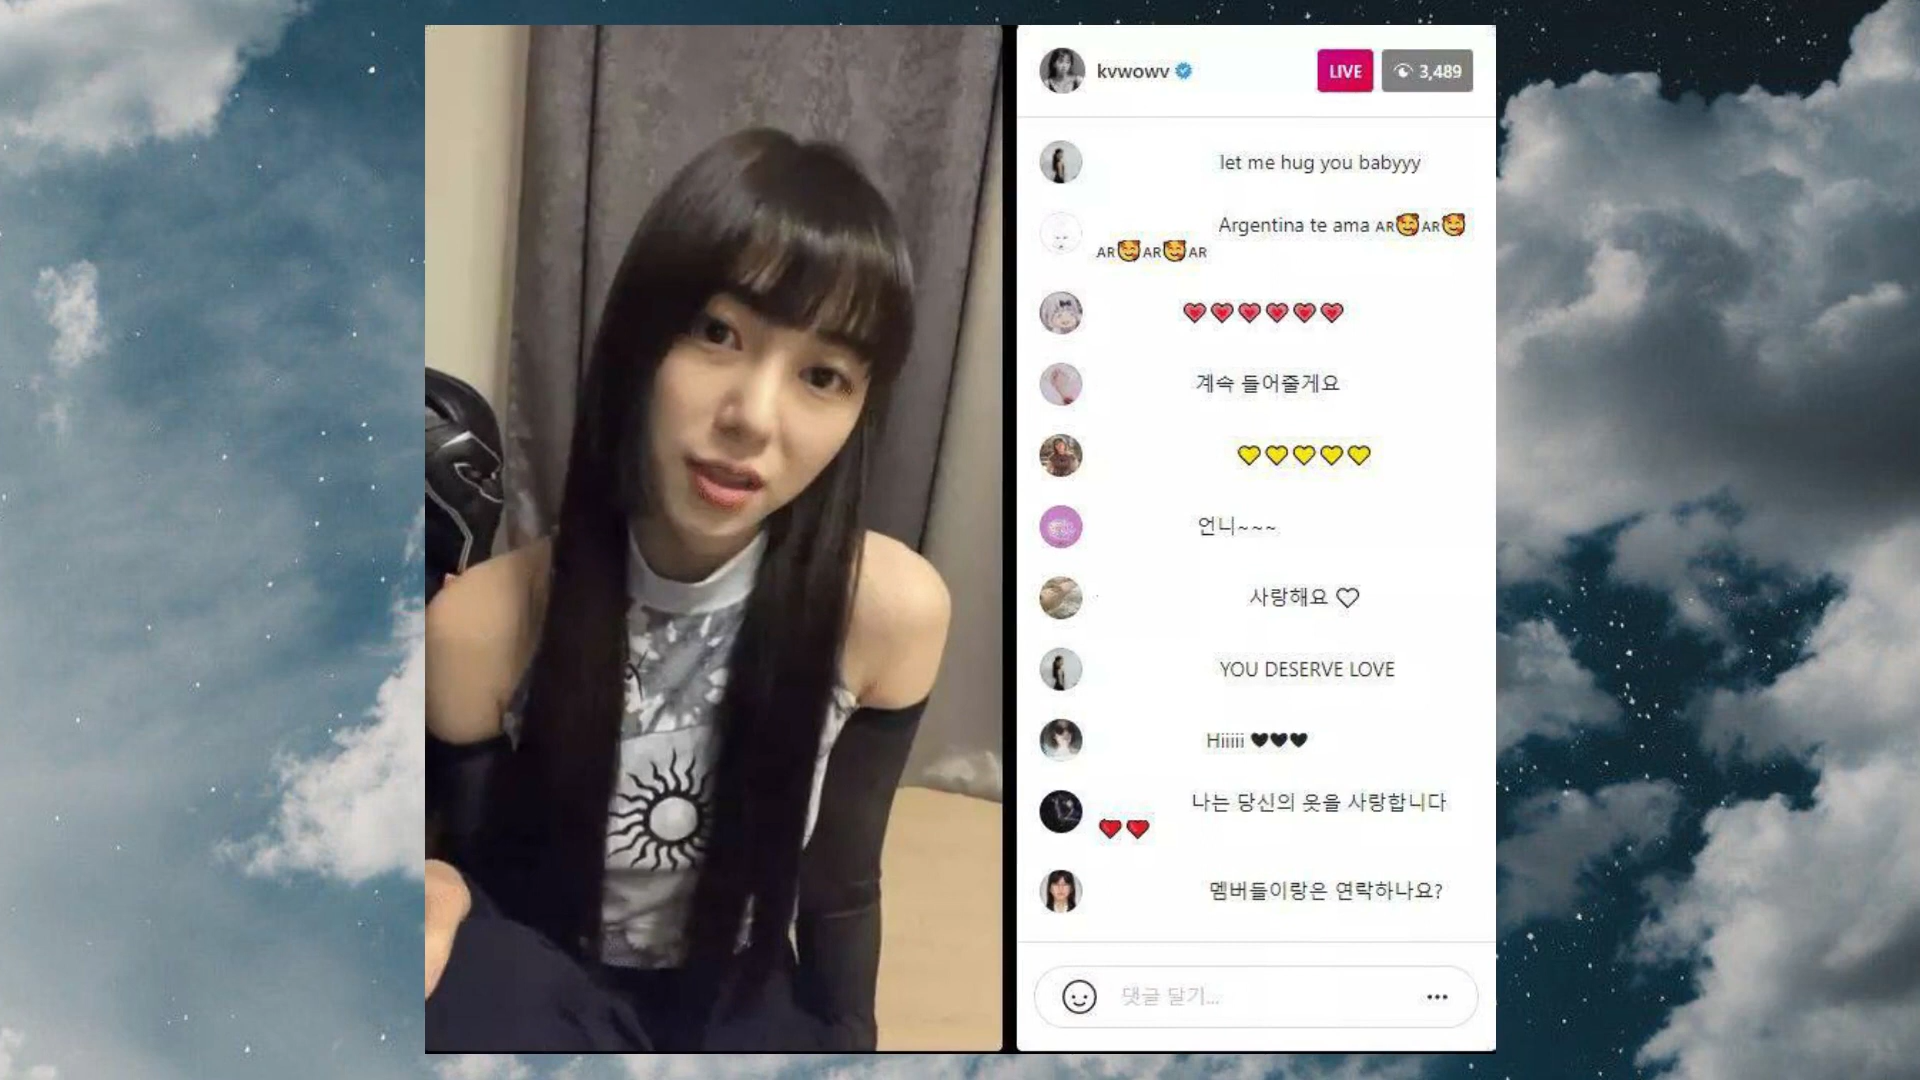 kvwowv
LIVE
3,489
let me hug you babyyy
Argentina te ama AR🥰AR🥰
AR🥰AR🥰AR
💗💗💗💗💗💗
계속 들어줄게요
💛💛💛💛💛
언니~~~
사랑해요 ♡
YOU DESERVE LOVE
Hiiiii 🖤🖤🖤
나는 당신의 옷을 사랑합니다
❤️❤️
멤버들이랑은 연락하나요?
댓글 달기...